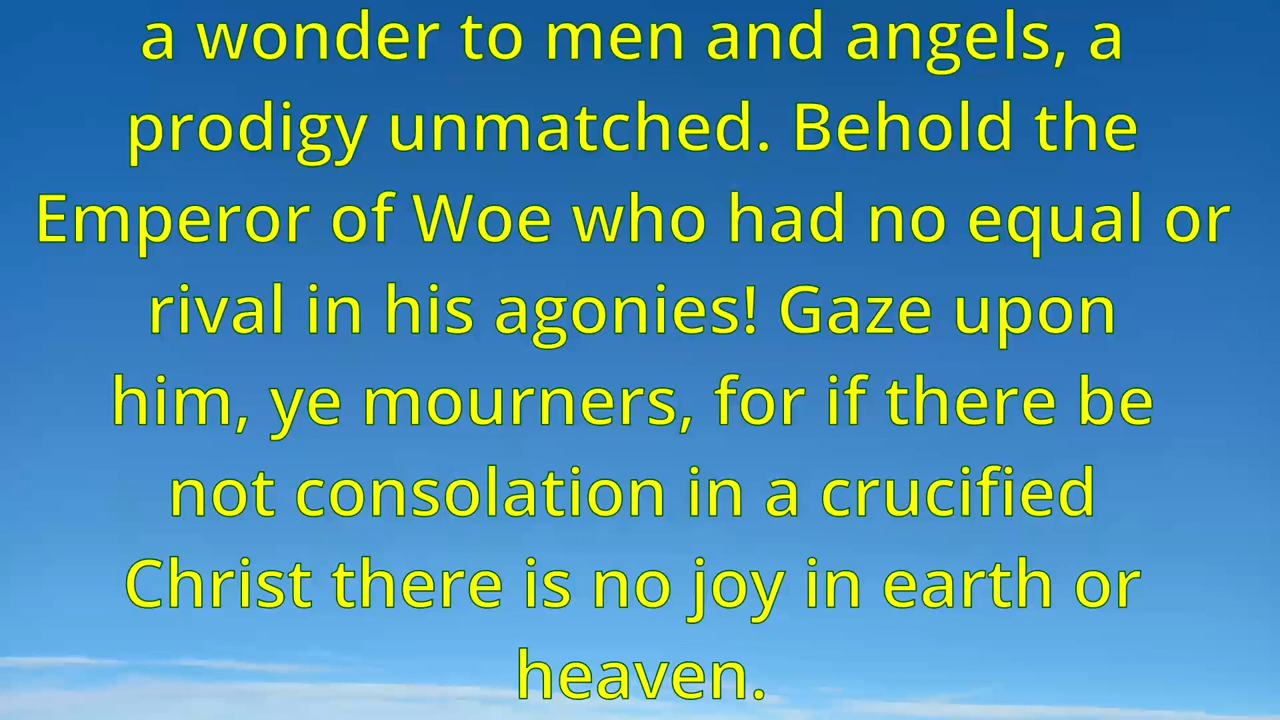 a wonder to men and angels, a
prodigy unmatched. Behold the
Emperor of Woe who had no equal or
rival in his agonies! Gaze upon
him, ye mourners, for if there be
not consolation in a crucified
Christ there is no joy in earth or
heaven.